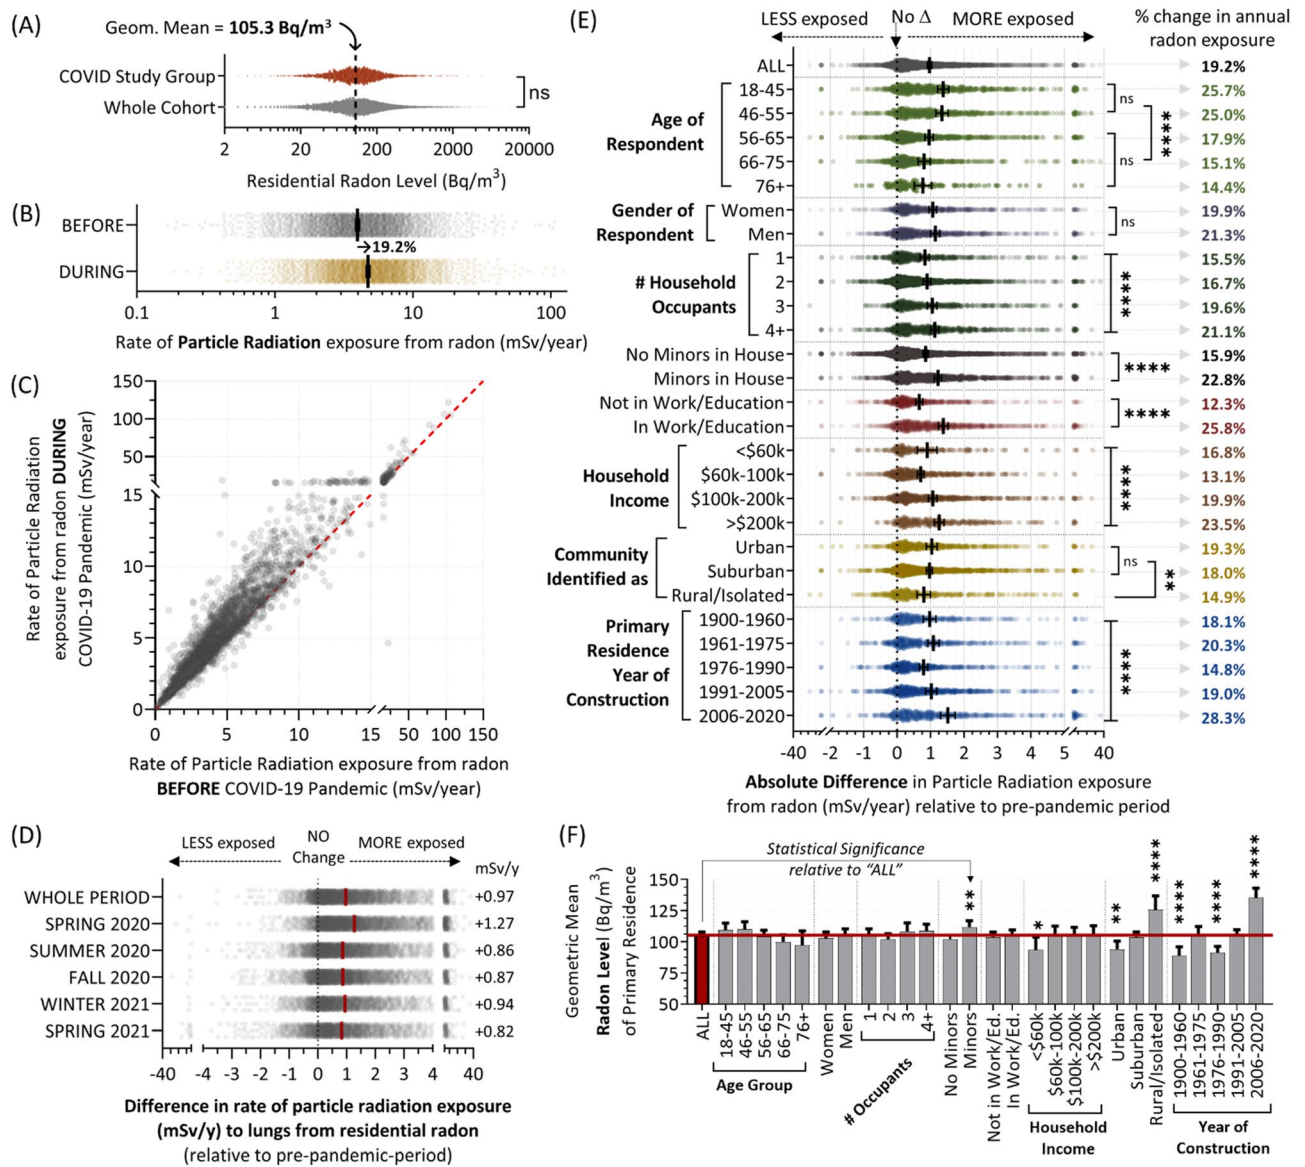 (A)
Geom. Mean = 105.3 Bq/m³
COVID Study Group
Whole Cohort
ns
2 20 200 2000 20000
Residential Radon Level (Bq/m³)
(B)
BEFORE
→19.2%
DURING
0.1 1 10 100
Rate of Particle Radiation exposure from radon (mSv/year)
(C)
Rate of Particle Radiation
exposure from radon DURING
COVID-19 Pandemic (mSv/year)
150
100
50
15
10
5
0
0 5 10 15 50 100 150
Rate of Particle Radiation exposure from radon
BEFORE COVID-19 Pandemic (mSv/year)
(D)
LESS exposed NO Change MORE exposed
mSv/y
WHOLE PERIOD +0.97
SPRING 2020 +1.27
SUMMER 2020 +0.86
FALL 2020 +0.87
WINTER 2021 +0.94
SPRING 2021 +0.82
-40 -4 -3 -2 -1 0 1 2 3 4 40
Difference in rate of particle radiation exposure
(mSv/y) to lungs from residential radon
(relative to pre-pandemic-period)
(E)
LESS exposed No Δ MORE exposed
% change in annual
radon exposure
ALL 19.2%
Age of
Respondent
18-45 25.7%
46-55 25.0%
56-65 17.9%
66-75 15.1%
76+ 14.4%
ns
ns
****
Gender of
Respondent
Women 19.9%
Men 21.3%
ns
# Household
Occupants
1 15.5%
2 16.7%
3 19.6%
4+ 21.1%
****
No Minors in House 15.9%
Minors in House 22.8%
****
Not in Work/Education 12.3%
In Work/Education 25.8%
****
Household
Income
<$60k 16.8%
$60k-100k 13.1%
$100k-200k 19.9%
>$200k 23.5%
****
Community
Identified as
Urban 19.3%
Suburban 18.0%
Rural/Isolated 14.9%
ns
**
Primary
Residence
Year of
Construction
1900-1960 18.1%
1961-1975 20.3%
1976-1990 14.8%
1991-2005 19.0%
2006-2020 28.3%
****
-40 -2 -1 0 1 2 3 4 5 40
Absolute Difference in Particle Radiation exposure
from radon (mSv/year) relative to pre-pandemic period
(F)
Statistical Significance
relative to "ALL"
Geometric Mean
Radon Level (Bq/m³)
of Primary Residence
150
125
100
75
50
**
*
**
****
****
****
****
ALL
18-45
46-55
56-65
66-75
76+
Age Group
Women
Men
1
2
3
4+
# Occupants
No Minors
Minors
Not in Work/Ed.
In Work/Ed.
<$60k
$60k-100k
$100k-200k
>$200k
Household
Income
Urban
Suburban
Rural/Isolated
1900-1960
1961-1975
1976-1990
1991-2005
2006-2020
Year of
Construction